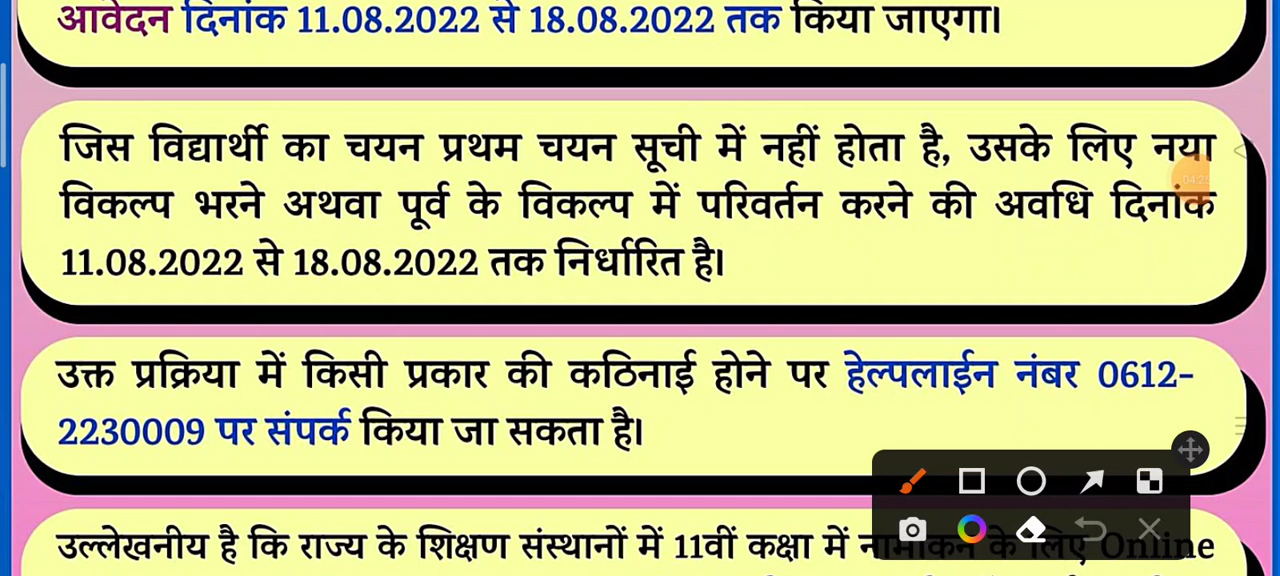 आवेदन दिनांक 11.08.2022 से 18.08.2022 तक किया जाएगा।
जिस विद्यार्थी का चयन प्रथम चयन सूची में नहीं होता है, उसके लिए नया
विकल्प भरने अथवा पूर्व के विकल्प में परिवर्तन करने की अवधि दिनांक
11.08.2022 से 18.08.2022 तक निर्धारित है।
उक्त प्रक्रिया में किसी प्रकार की कठिनाई होने पर हेल्पलाईन नंबर 0612-
2230009 पर संपर्क किया जा सकता है।
उल्लेखनीय है कि राज्य के शिक्षण संस्थानों में 11वीं कक्षा में नामांकन के लिए Online